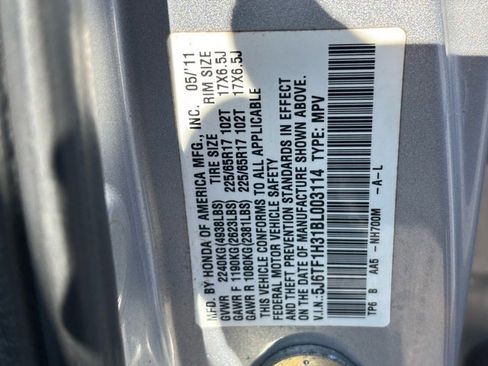 MFD. BY HONDA OF AMERICA MFG., INC. 05/'11
TIRE SIZE RIM SIZE
GVWR 2240KG(4938LBS)
GAWR F 1190KG(2623LBS) 225/65R17 102T 17X6.5J
GAWR R 1080KG(2381LBS) 225/65R17 102T 17X6.5J
THIS VEHICLE CONFORMS TO ALL APPLICABLE
FEDERAL MOTOR VEHICLE SAFETY
AND THEFT PREVENTION STANDARDS IN EFFECT
ON THE DATE OF MANUFACTURE SHOWN ABOVE.
V.I.N.:5J6TF1H31BL003114 TYPE: MPV
TP6 B AA5 -NH700M -A-L